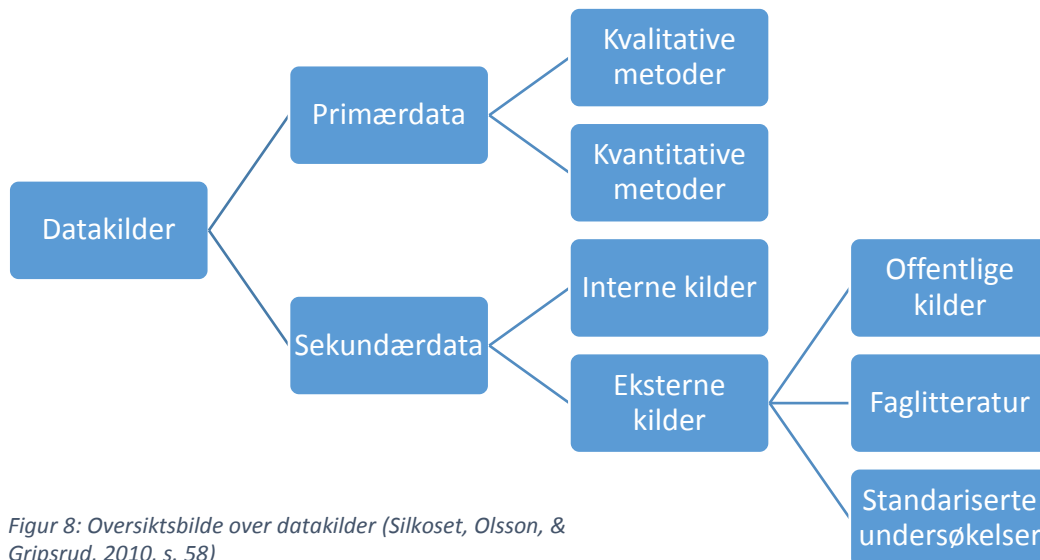 Kvalitative
metoder
Primærdata
Kvantitative
metoder
Datakilder
Interne kilder
Sekundærdata
Eksterne
kilder
Offentlige
kilder
Faglitteratur
Standariserte
undersøkelser
Figur 8: Oversiktsbilde over datakilder (Silkoset, Olsson, &
Gripsrud, 2010, s. 58)